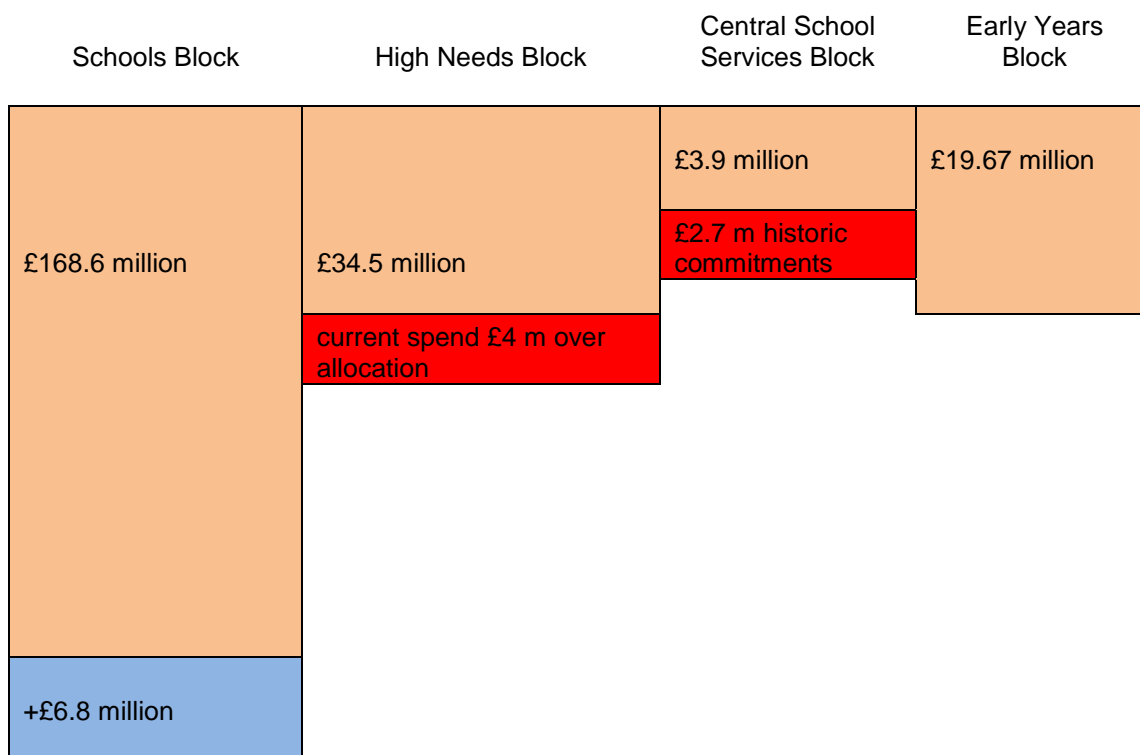 Schools Block
High Needs Block
Central School
Services Block
Early Years
Block
£168.6 million
£34.5 million
£3.9 million
£19.67 million
£2.7 m historic
commitments
current spend £4 m over
allocation
+£6.8 million